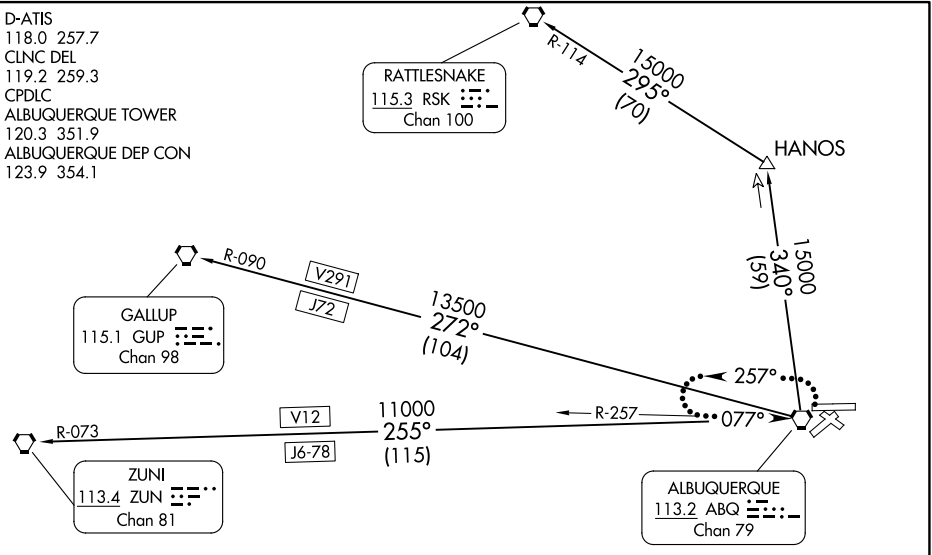 D-ATIS
118.0 257.7
CLNC DEL
119.2 259.3
CPDLC
ALBUQUERQUE TOWER
120.3 351.9
ALBUQUERQUE DEP CON
123.9 354.1
RATTLESNAKE
115.3 RSK
Chan 100
R-114
15000
295°
(70)
HANOS
15000
340°
(59)
R-090
V291
J72
13500
272°
(104)
GALLUP
115.1 GUP
Chan 98
257°
077°
R-257
V12
J6-78
11000
255°
(115)
R-073
ZUNI
113.4 ZUN
Chan 81
ALBUQUERQUE
113.2 ABQ
Chan 79